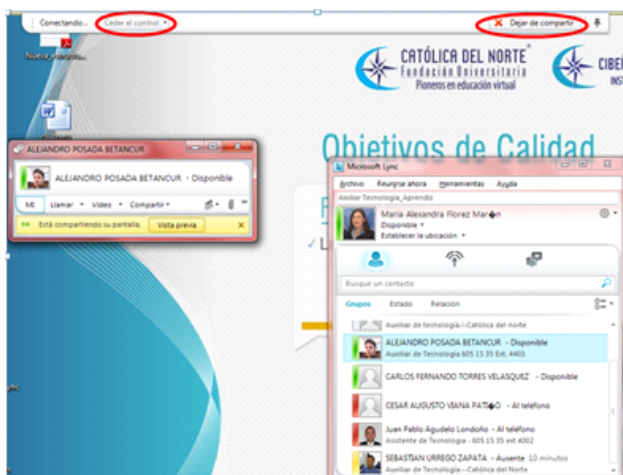 Conectando... Ceder el control
Dejar de compartir
CATÓLICA DEL NORTE
Fundación Universitaria
Pioneros en educación virtual
Objetivos de Calidad
ALEJANDRO POSADA BETANCUR
ALEJANDRO POSADA BETANCUR - Disponible
MI Llamar Video Compartir
Está compartiendo su pantalla. Vista previa
Microsoft Lync
Archivo Reunirse ahora Herramientas Ayuda
Auxiliar Tecnología_Aprendiz
Maria Alexandra Florez Mar�n
Disponible
Establecer la ubicación
Busque un contacto
Grupos Estado Relación
Auxiliar de tecnología-Católica del norte
ALEJANDRO POSADA BETANCUR - Disponible
Auxiliar de Tecnología 605 15 35 Ext. 4403
CARLOS FERNANDO TORRES VELASQUEZ - Disponible
CESAR AUGUSTO VIANA PATI�O - Al teléfono
Juan Pablo Agudelo Londoño - Al teléfono
Asistente de Tecnologia - 605 15 35 ext 4002
SEBASTIAN URREGO ZAPATA - Ausente 10 minutos
Auxiliar de Tecnología-Católica del Norte